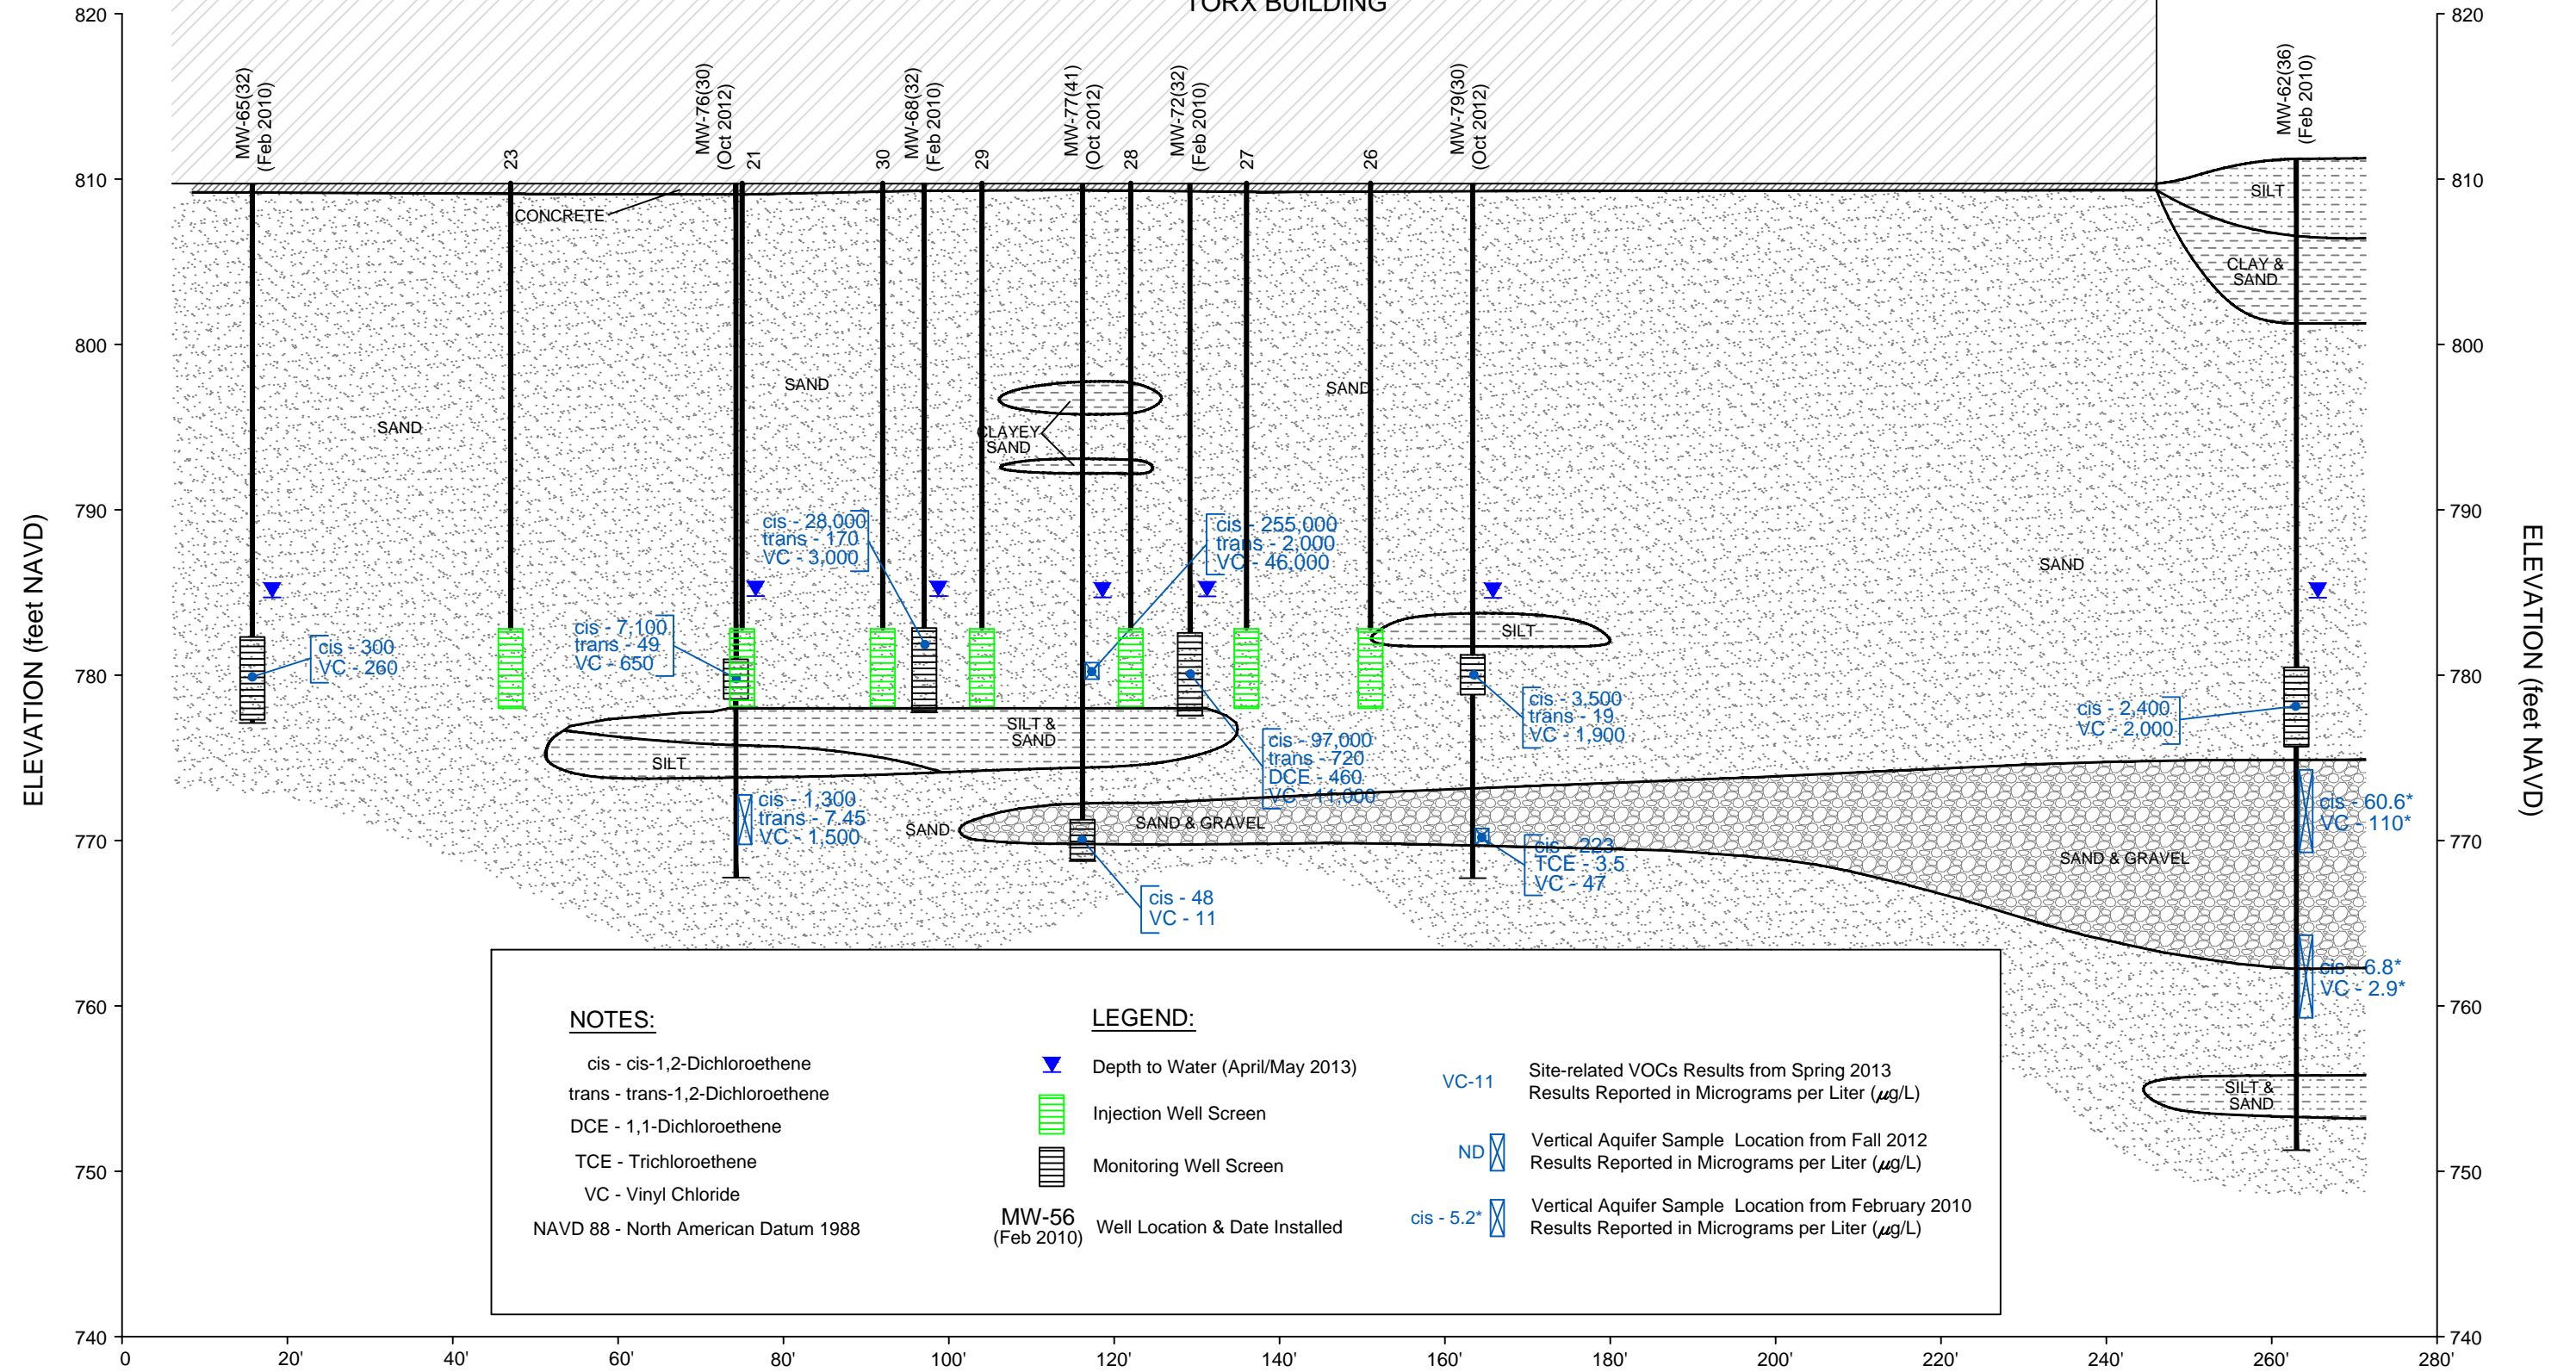 TORX BUILDING
820
820
MW-65(32)
(Feb 2010)
23
MW-76(30)
(Oct 2012)
21
30
MW-68(32)
(Feb 2010)
29
MW-77(41)
(Oct 2012)
28
MW-72(32)
(Feb 2010)
27
26
MW-79(30)
(Oct 2012)
MW-62(36)
(Feb 2010)
810
810
CONCRETE
SILT
CLAY &
SAND
800
800
SAND
SAND
SAND
CLAYEY
SAND
SAND
790
790
cis - 28,000
trans - 170
VC - 3,000
cis - 255,000
trans - 2,000
VC - 46,000
SAND
ELEVATION (feet NAVD)
ELEVATION (feet NAVD)
cis - 300
VC - 260
cis - 7,100
trans - 49
VC - 650
SILT
780
780
cis - 3,500
trans - 19
VC - 1,900
cis - 2,400
VC - 2,000
SILT &
SAND
SILT
cis - 97,000
trans - 720
DCE - 460
VC - 11,000
cis - 1,300
trans - 7.45
VC - 1,500
SAND
SAND & GRAVEL
cis - 60.6*
VC - 110*
770
770
cis - 223
TCE - 3.5
VC - 47
SAND & GRAVEL
cis - 48
VC - 11
cis - 6.8*
VC - 2.9*
760
760
NOTES:
cis - cis-1,2-Dichloroethene
trans - trans-1,2-Dichloroethene
DCE - 1,1-Dichloroethene
TCE - Trichloroethene
VC - Vinyl Chloride
NAVD 88 - North American Datum 1988
LEGEND:
Depth to Water (April/May 2013)
Injection Well Screen
Monitoring Well Screen
MW-56
(Feb 2010)
Well Location & Date Installed
VC-11
Site-related VOCs Results from Spring 2013
Results Reported in Micrograms per Liter (μg/L)
ND
Vertical Aquifer Sample Location from Fall 2012
Results Reported in Micrograms per Liter (μg/L)
cis - 5.2*
Vertical Aquifer Sample Location from February 2010
Results Reported in Micrograms per Liter (μg/L)
SILT &
SAND
750
750
740
740
0
20'
40'
60'
80'
100'
120'
140'
160'
180'
200'
220'
240'
260'
280'